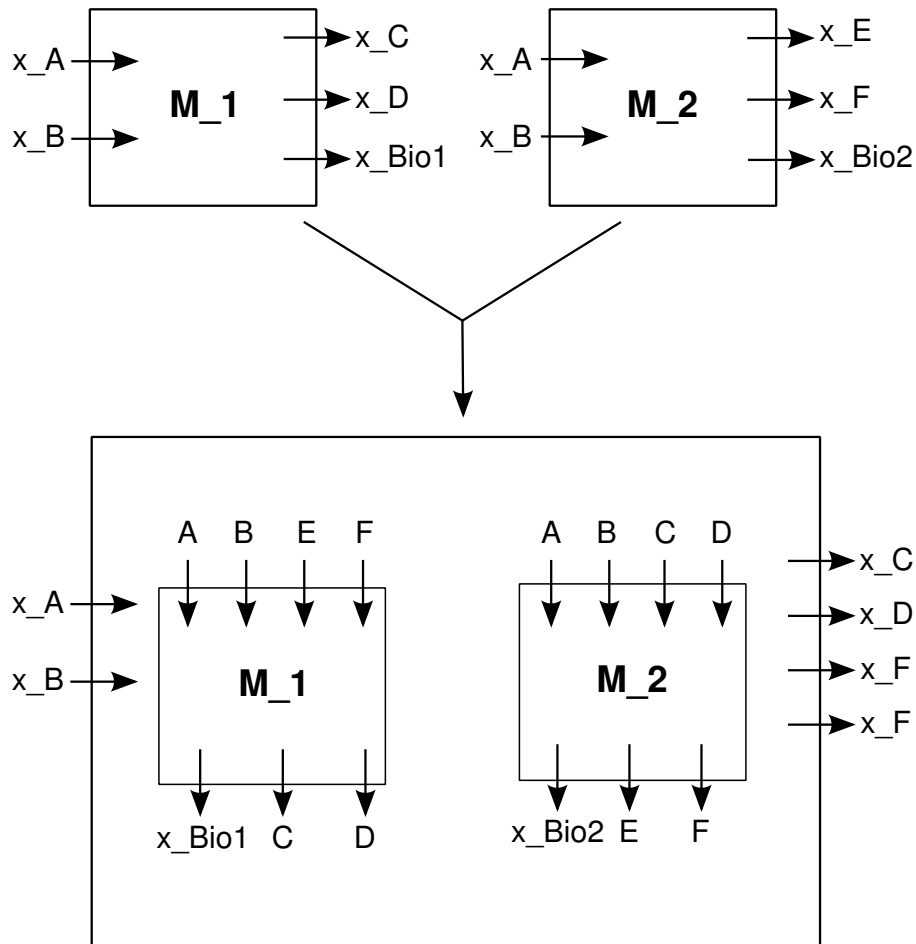 x_A
x_B
M_1
x_C
x_D
x_Bio1
x_A
x_B
M_2
x_E
x_F
x_Bio2
A B E F
A B C D
x_A
x_B
M_1
M_2
x_C
x_D
x_F
x_F
x_Bio1 C D
x_Bio2 E F